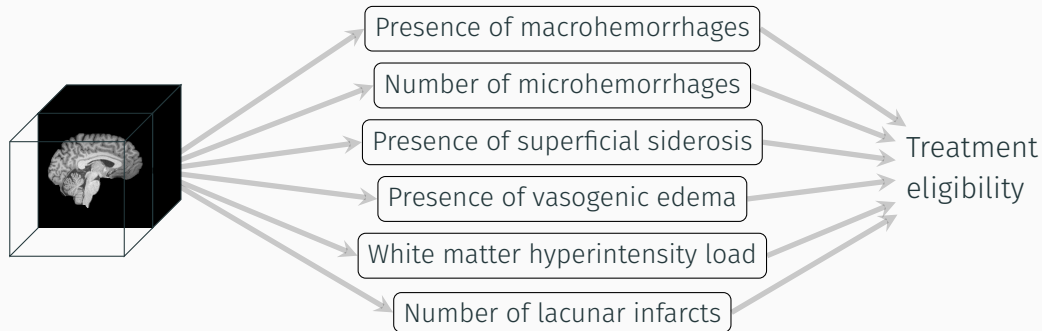 Presence of macrohemorrhages
Number of microhemorrhages
Presence of superficial siderosis
Presence of vasogenic edema
White matter hyperintensity load
Number of lacunar infarcts
Treatment
eligibility